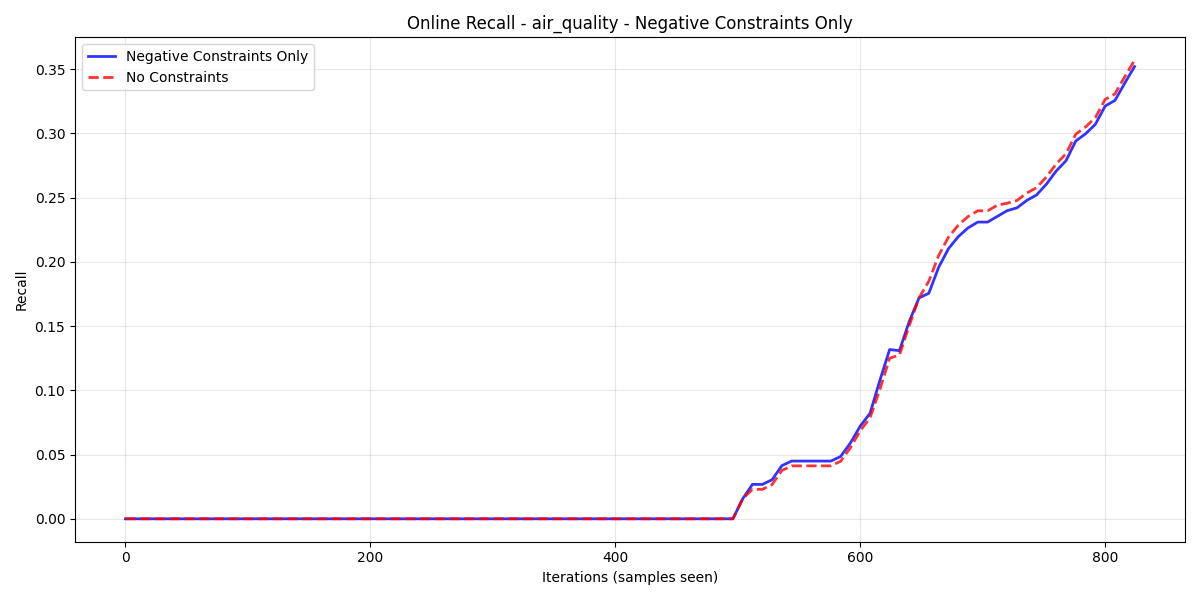 Online Recall - air_quality - Negative Constraints Only
Negative Constraints Only
No Constraints
0.35
0.30
0.25
0.20
0.15
0.10
0.05
0.00
Recall
0 200 400 600 800
Iterations (samples seen)